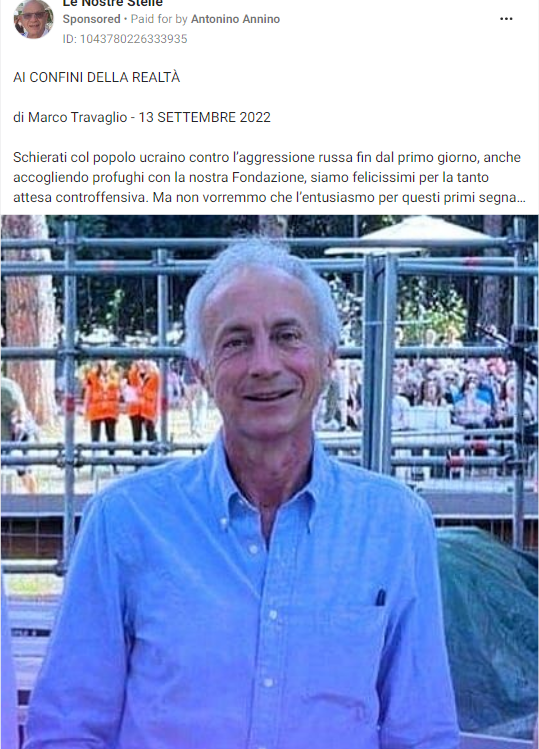 Le Nostre Stelle
Sponsored • Paid for by Antonino Annino
ID: 1043780226333935
AI CONFINI DELLA REALTÀ
di Marco Travaglio - 13 SETTEMBRE 2022
Schierati col popolo ucraino contro l'aggressione russa fin dal primo giorno, anche
accogliendo profughi con la nostra Fondazione, siamo felicissimi per la tanto
attesa controffensiva. Ma non vorremmo che l'entusiasmo per questi primi segna...